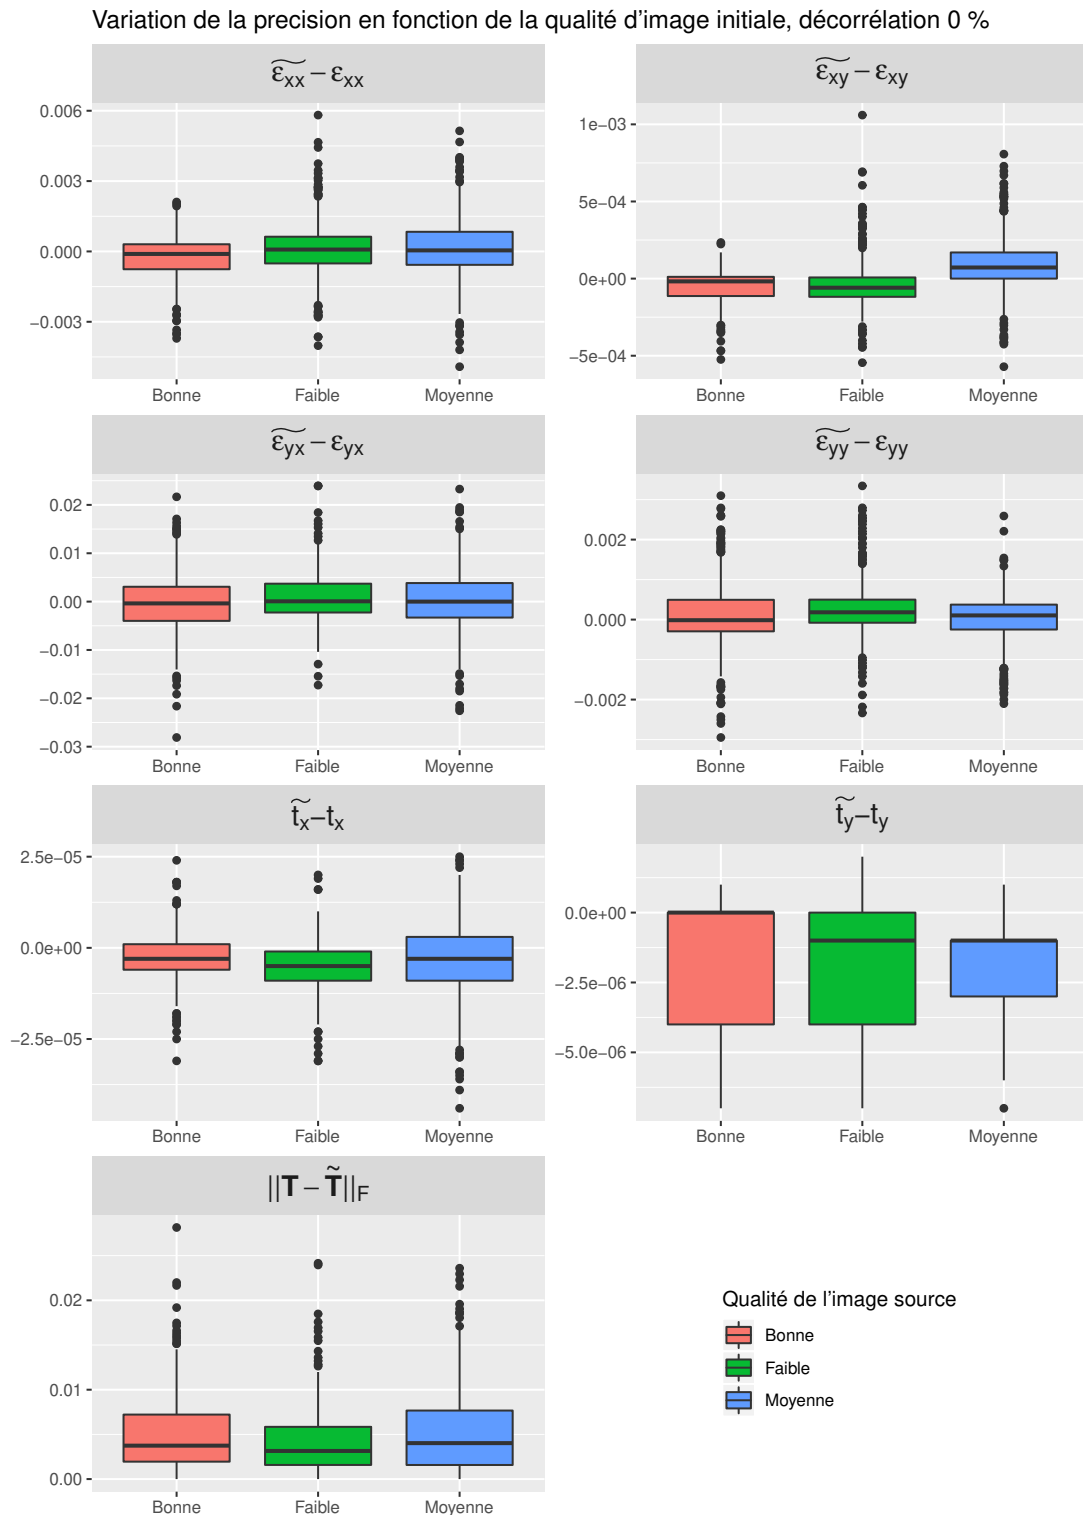 Variation de la precision en fonction de la qualité d'image initiale, décorrélation 0 %
ε̃xx − εxx
0.006
0.003
0.000
−0.003
Bonne Faible Moyenne
ε̃xy − εxy
1e−03
5e−04
0e+00
−5e−04
Bonne Faible Moyenne
ε̃yx − εyx
0.02
0.01
0.00
−0.01
−0.02
−0.03
Bonne Faible Moyenne
ε̃yy − εyy
0.002
0.000
−0.002
Bonne Faible Moyenne
t̃x−tx
2.5e−05
0.0e+00
−2.5e−05
Bonne Faible Moyenne
t̃y−ty
0.0e+00
−2.5e−06
−5.0e−06
Bonne Faible Moyenne
||T − T̃||F
0.02
0.01
0.00
Bonne Faible Moyenne
Qualité de l'image source
Bonne
Faible
Moyenne